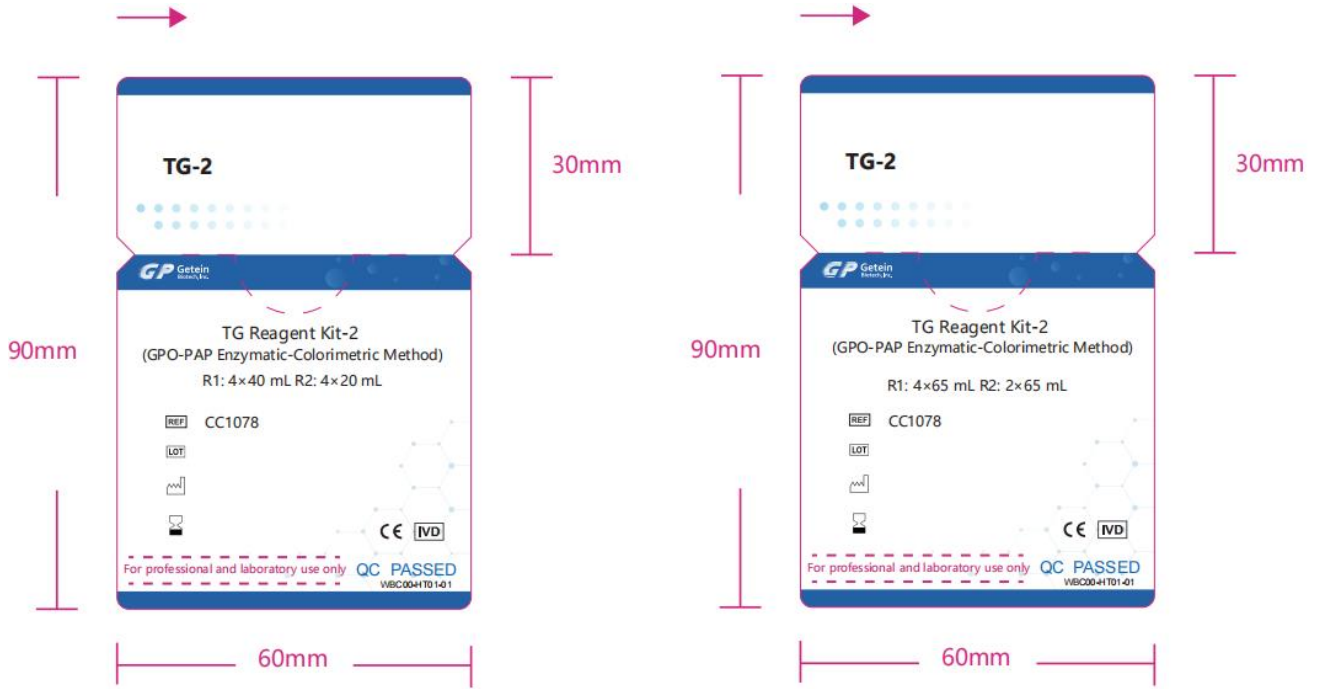 TG-2
30mm
GP Getein
Biotech, Inc.
90mm
TG Reagent Kit-2
(GPO-PAP Enzymatic-Colorimetric Method)
R1: 4×40 mL R2: 4×20 mL
REF CC1078
LOT
CE IVD
For professional and laboratory use only
QC PASSED
WBC00-HT01-01
60mm
TG-2
30mm
GP Getein
Biotech, Inc.
90mm
TG Reagent Kit-2
(GPO-PAP Enzymatic-Colorimetric Method)
R1: 4×65 mL R2: 2×65 mL
REF CC1078
LOT
CE IVD
For professional and laboratory use only
QC PASSED
WBC00-HT01-01
60mm